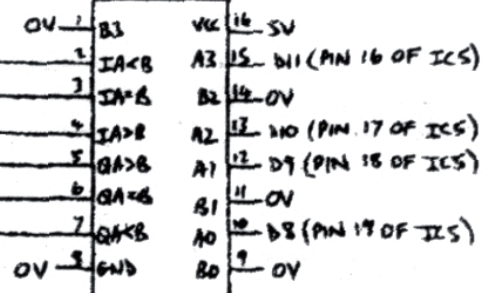 0V 1 B3 VCC 16 5V
2 IA<B A3 15 D11 (PIN 16 OF IC5)
3 IA=B B2 14 0V
4 IA>B A2 13 D10 (PIN 17 OF IC5)
5 QA>B A1 12 D9 (PIN 18 OF IC5)
6 QA=B B1 11 0V
7 QA<B A0 10 D8 (PIN 19 OF IC5)
0V 8 GND B0 9 0V